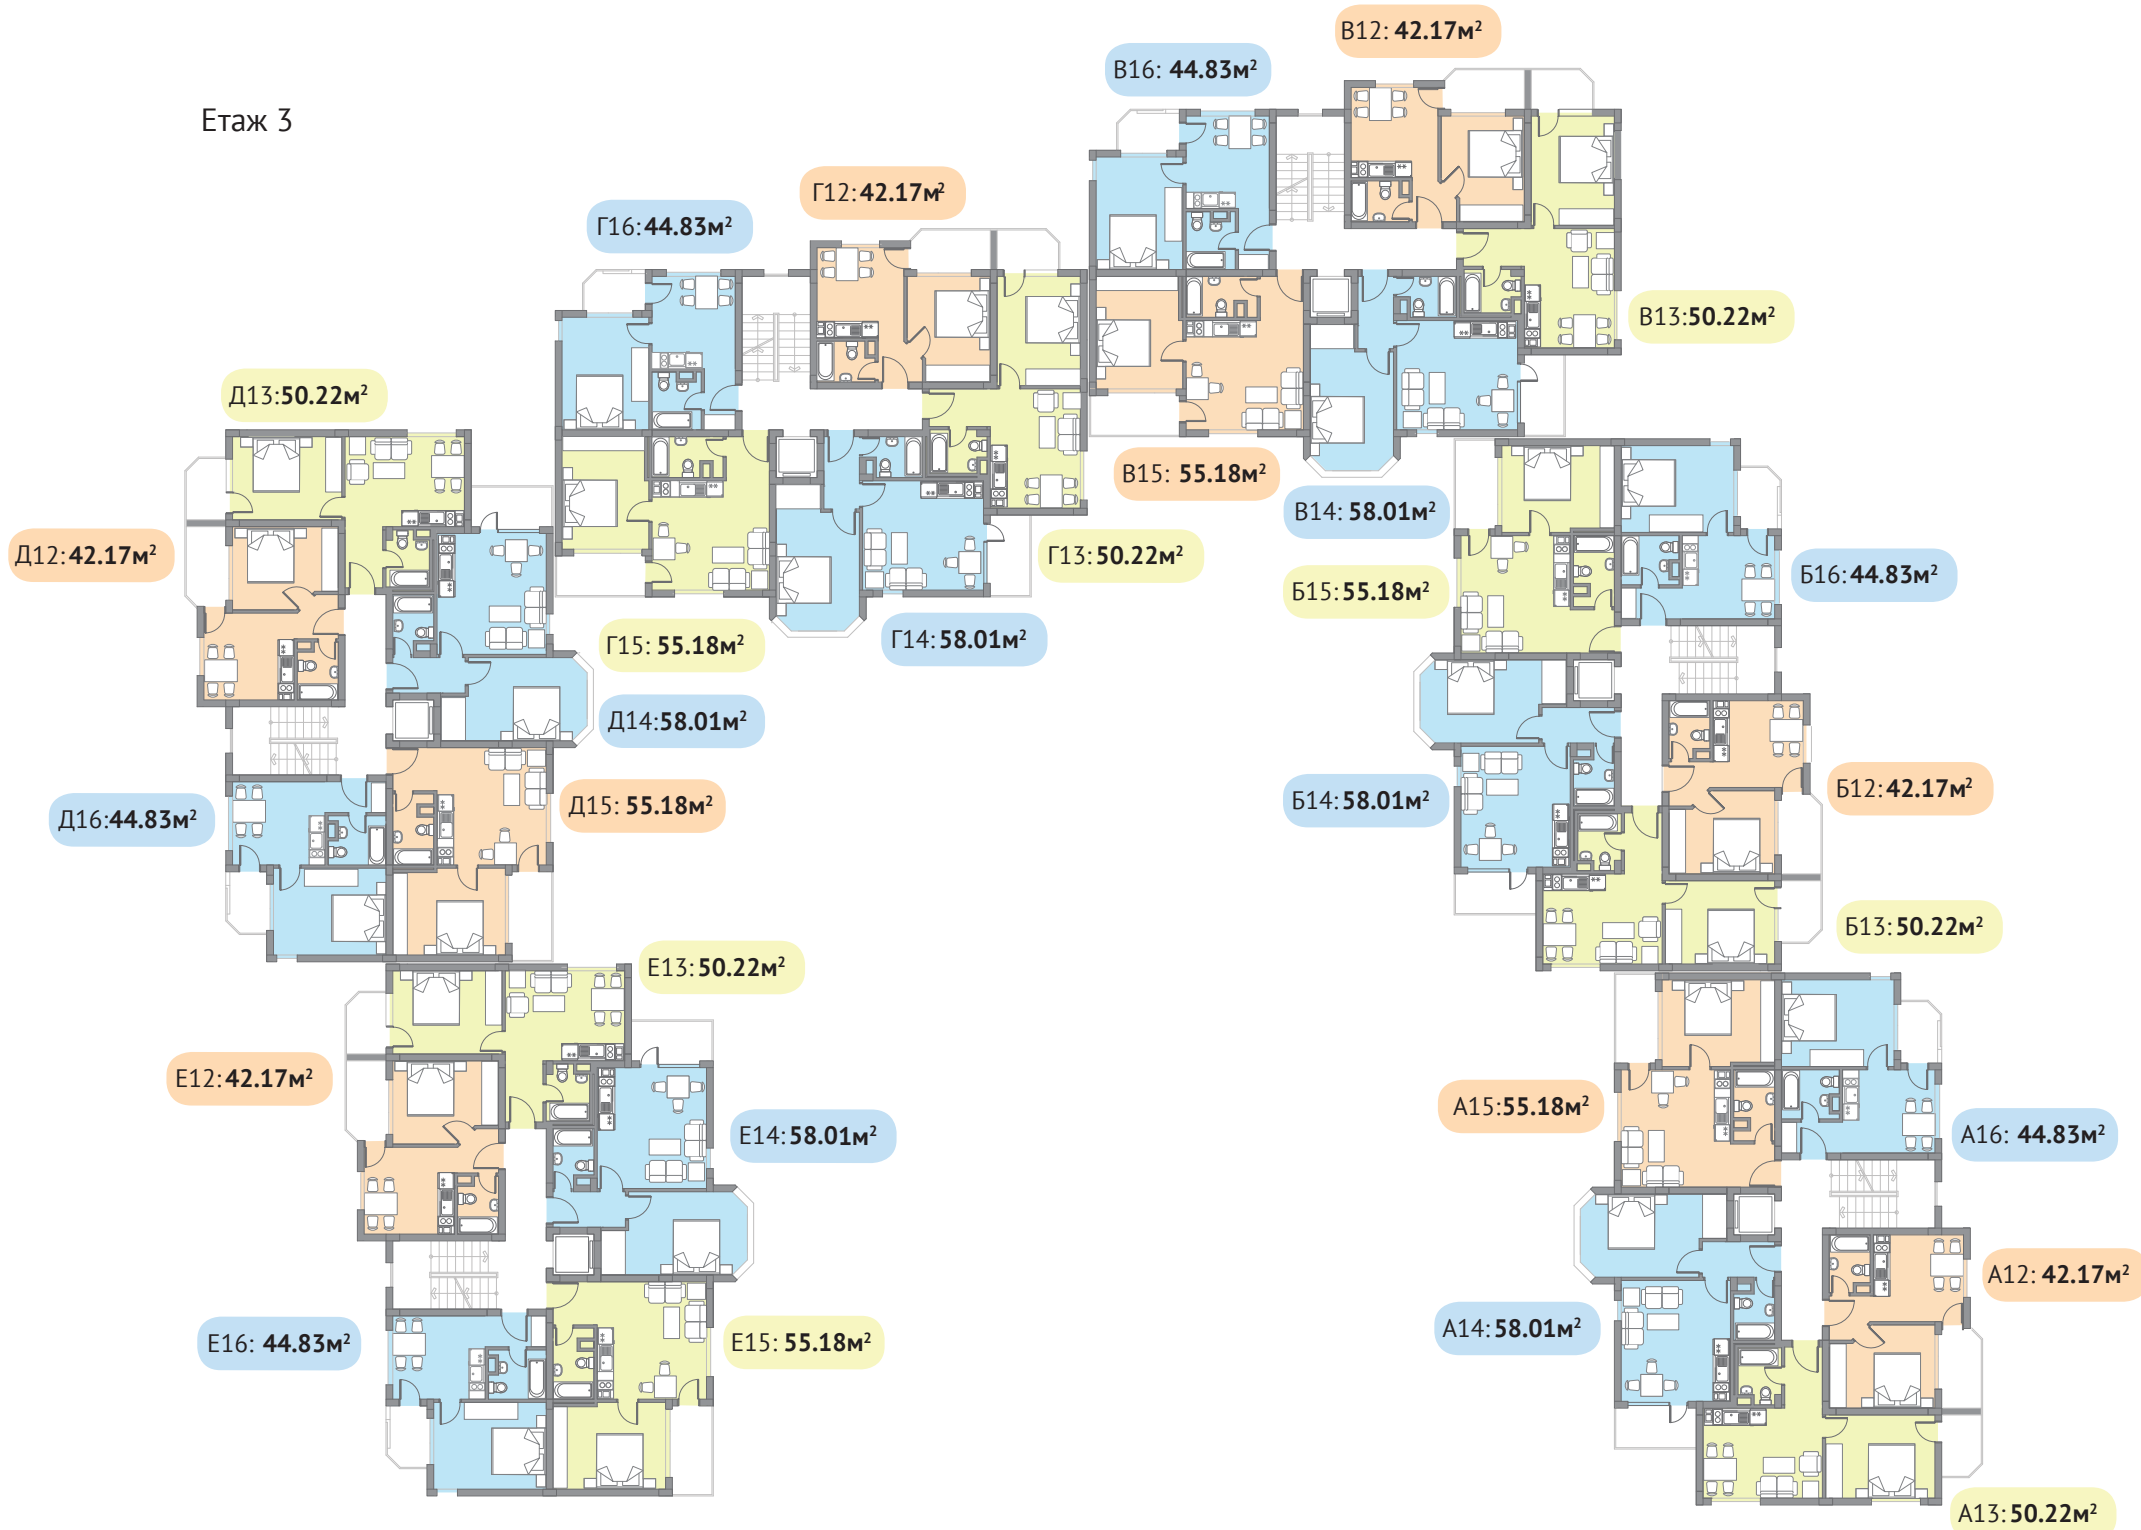 В12: 42.17м²
В16: 44.83м²
Етаж 3
Г12:42.17м²
Г16:44.83м²
В13:50.22м²
Д13:50.22м²
В15: 55.18м²
В14: 58.01м²
Д12:42.17м²
Г13:50.22м²
Б15:55.18м²
Б16:44.83м²
Г15: 55.18м²
Г14:58.01м²
Д14:58.01м²
Б14:58.01м²
Б12:42.17м²
Д16:44.83м²
Д15: 55.18м²
Б13:50.22м²
Е13:50.22м²
Е12:42.17м²
А15:55.18м²
Е14:58.01м²
А16: 44.83м²
А12: 42.17м²
А14:58.01м²
Е16: 44.83м²
Е15: 55.18м²
А13:50.22м²